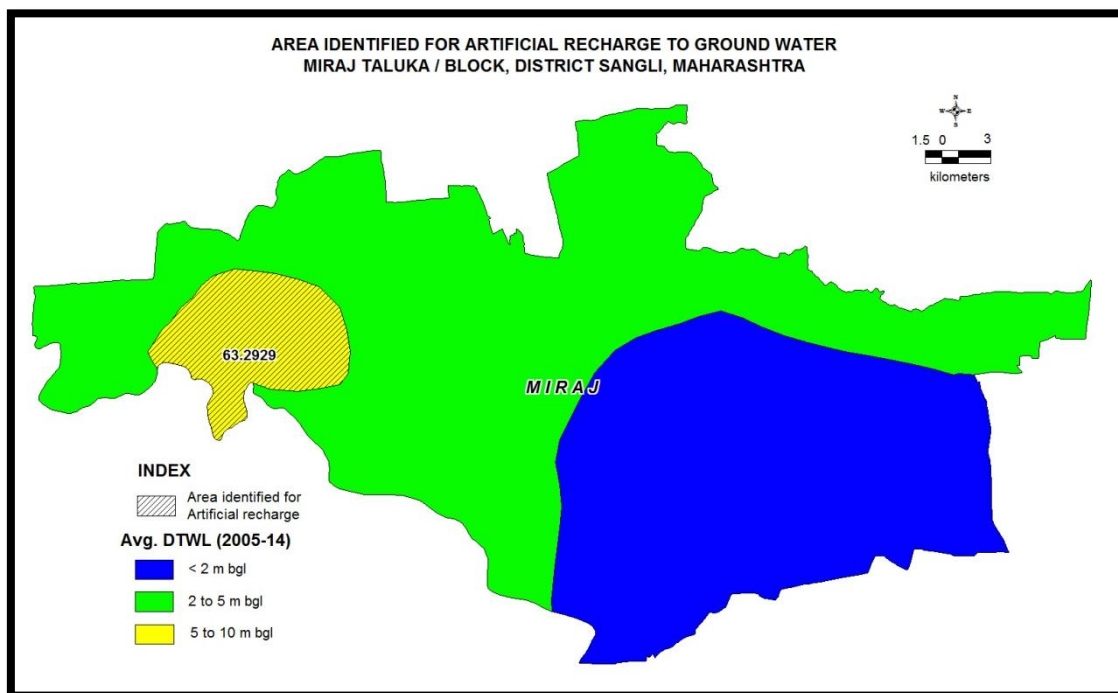 AREA IDENTIFIED FOR ARTIFICIAL RECHARGE TO GROUND WATER
MIRAJ TALUKA / BLOCK, DISTRICT SANGLI, MAHARASHTRA
N
W E
S
1.5 0 3
kilometers
63.2929
MIRAJ
INDEX
Area identified for
Artificial recharge
Avg. DTWL (2005-14)
< 2 m bgl
2 to 5 m bgl
5 to 10 m bgl